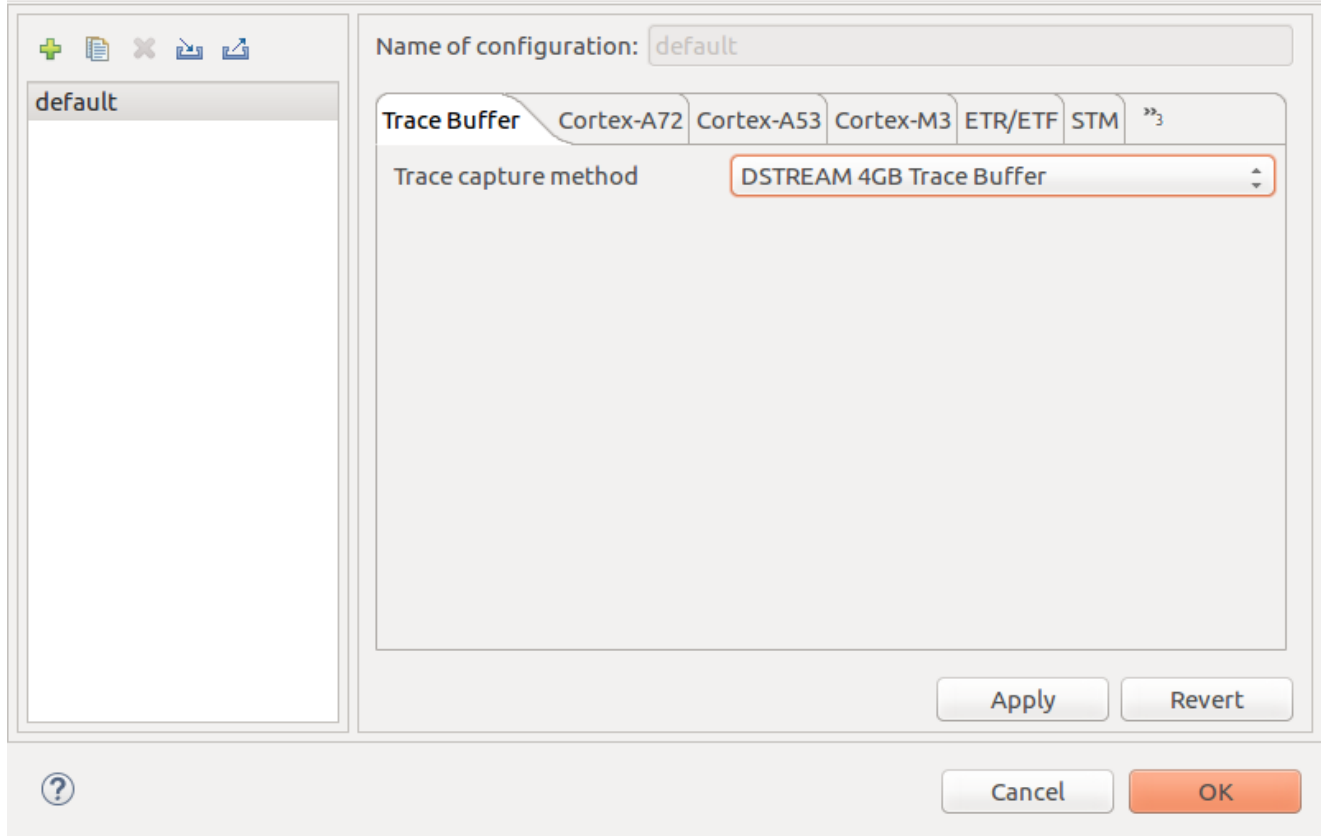 Name of configuration: default
default
Trace Buffer Cortex-A72 Cortex-A53 Cortex-M3 ETR/ETF STM »3
Trace capture method DSTREAM 4GB Trace Buffer
Apply Revert
? Cancel OK